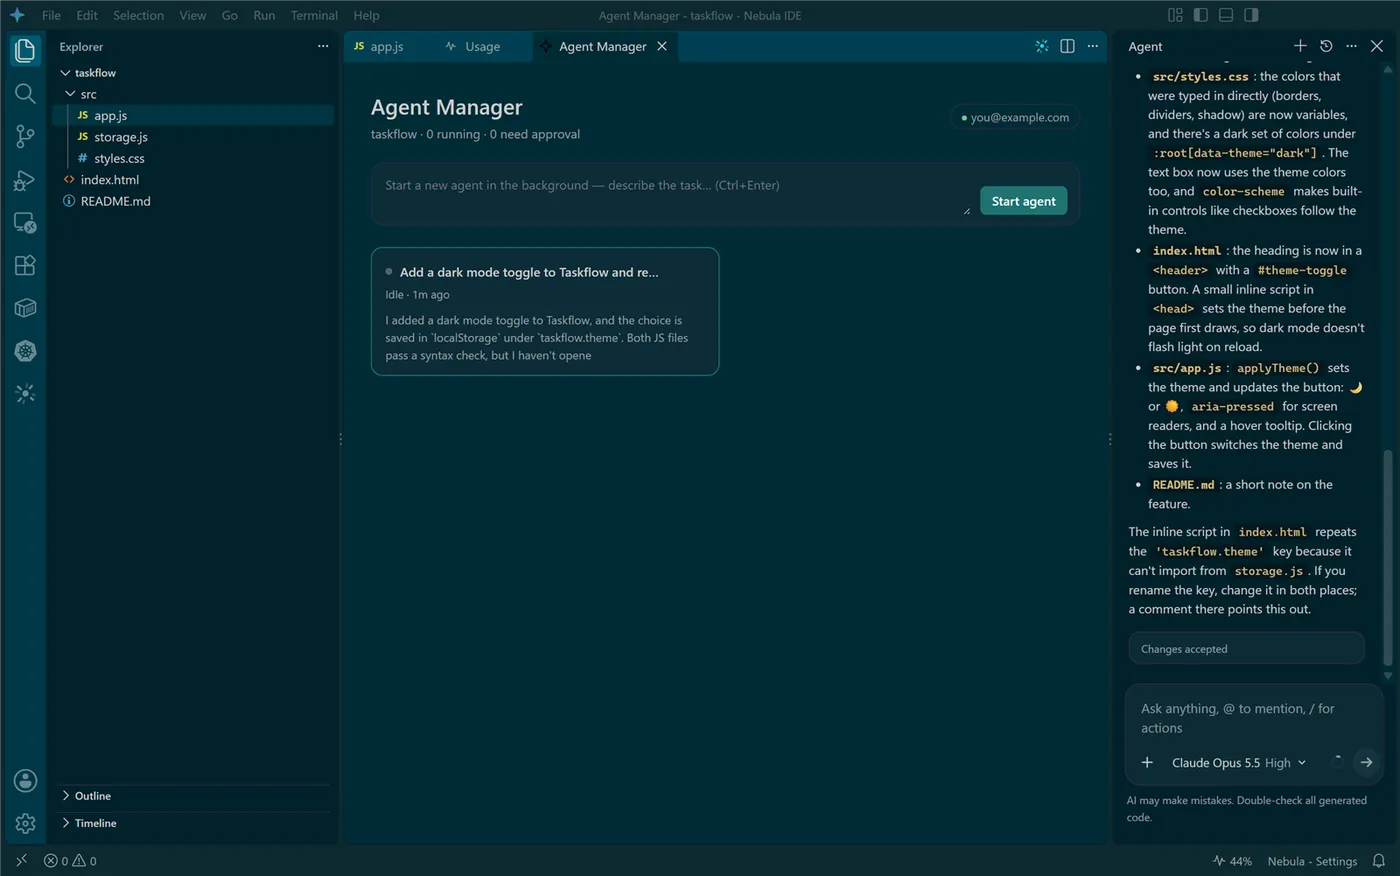 File Edit Selection View Go Run Terminal Help
Agent Manager - taskflow - Nebula IDE
Explorer
taskflow
src
JS app.js
JS storage.js
# styles.css
<> index.html
README.md
Outline
Timeline
JS app.js
Usage
Agent Manager
Agent Manager
taskflow · 0 running · 0 need approval
you@example.com
Start a new agent in the background — describe the task... (Ctrl+Enter)
Start agent
Add a dark mode toggle to Taskflow and re...
Idle · 1m ago
I added a dark mode toggle to Taskflow, and the choice is
saved in `localStorage` under `taskflow.theme`. Both JS files
pass a syntax check, but I haven't opene
Agent
• src/styles.css : the colors that
were typed in directly (borders,
dividers, shadow) are now variables,
and there's a dark set of colors under
:root[data-theme="dark"] . The
text box now uses the theme colors
too, and color-scheme makes built-
in controls like checkboxes follow the
theme.
• index.html : the heading is now in a
<header> with a #theme-toggle
button. A small inline script in
<head> sets the theme before the
page first draws, so dark mode doesn't
flash light on reload.
• src/app.js : applyTheme() sets
the theme and updates the button: 🌙
or ☀️, aria-pressed for screen
readers, and a hover tooltip. Clicking
the button switches the theme and
saves it.
• README.md : a short note on the
feature.
The inline script in index.html repeats
the 'taskflow.theme' key because it
can't import from storage.js . If you
rename the key, change it in both places;
a comment there points this out.
Changes accepted
Ask anything, @ to mention, / for
actions
Claude Opus 5.5 High
AI may make mistakes. Double-check all generated
code.
0 0
44%
Nebula - Settings